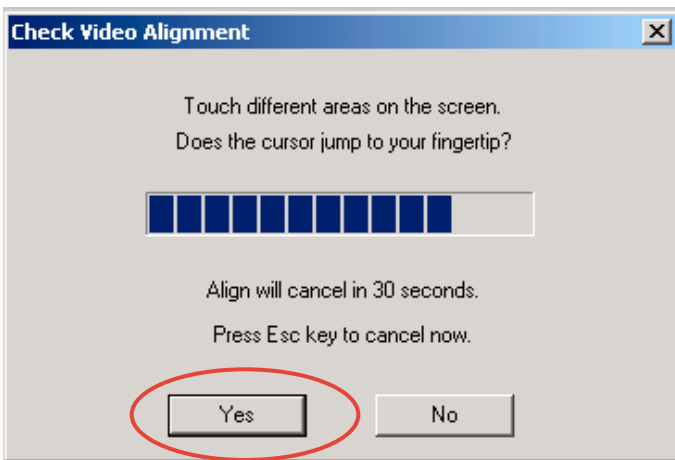 Check Video Alignment
Touch different areas on the screen.
Does the cursor jump to your fingertip?
Align will cancel in 30 seconds.
Press Esc key to cancel now.
Yes No